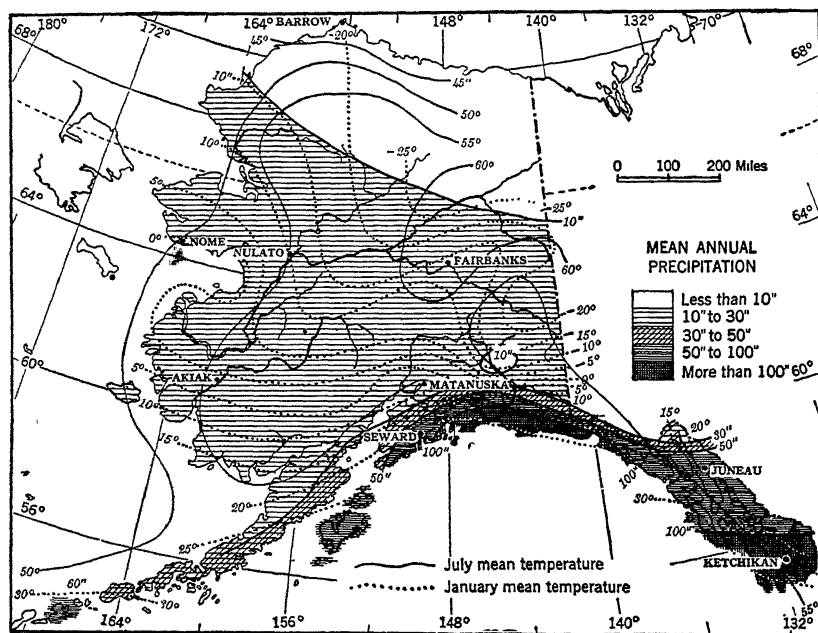 180° 172° 164° BARROW 156° 148° 140° 132° 70°
68° 45° -20° 68°
10" 45°
50°
55°
10° -25° 60°
0 100 200 Miles
5° 25°
64° 10" 64°
0° NOME NULATO FAIRBANKS 60°
MEAN ANNUAL
PRECIPITATION
Less than 10"
10" to 30"
30" to 50"
50" to 100"
More than 100"
20°
15°
10" 10°
60° 5° 60°
5° AKIAK MATANUSKA 0°
5°
10° 10°
15° 15° 20° 30"
SEWARD 50"
100" JUNEAU
50" 100"
20° 30°
56° 25° 100"
July mean temperature
January mean temperature
KETCHIKAN
50° 60"
30° 30° 55°
164° 156° 148° 140° 132°